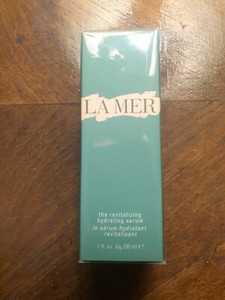 LA MER
the revitalizing
hydrating serum
le sérum hydratant
revitalisant
1 fl. oz. liq./30 ml ℮